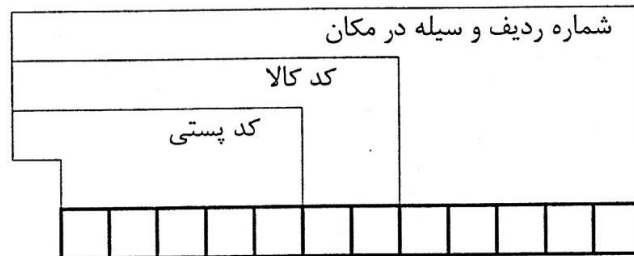 شماره ردیف و سیله در مکان
کد کالا
کد پستی